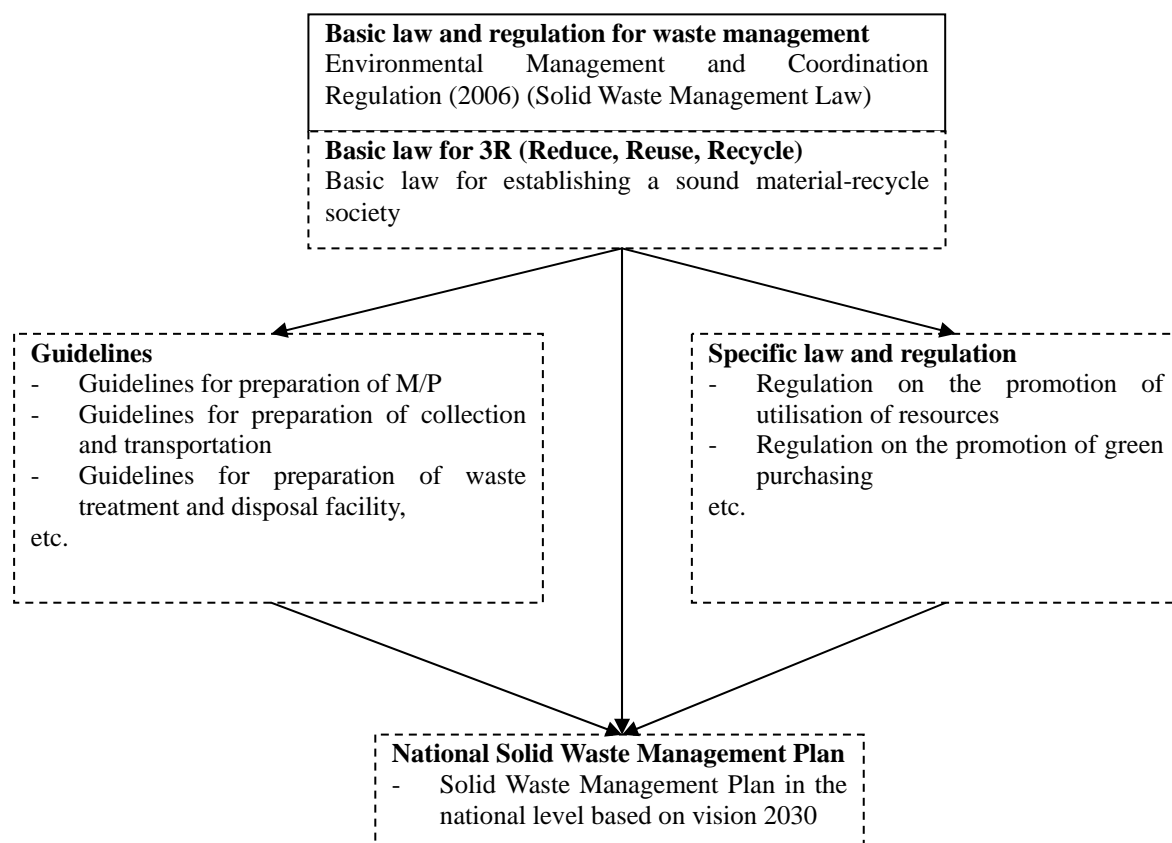 Basic law and regulation for waste management
Environmental Management and Coordination
Regulation (2006) (Solid Waste Management Law)
Basic law for 3R (Reduce, Reuse, Recycle)
Basic law for establishing a sound material-recycle
society
Guidelines
- Guidelines for preparation of M/P
- Guidelines for preparation of collection
and transportation
- Guidelines for preparation of waste
treatment and disposal facility,
etc.
Specific law and regulation
- Regulation on the promotion of
utilisation of resources
- Regulation on the promotion of green
purchasing
etc.
National Solid Waste Management Plan
- Solid Waste Management Plan in the
national level based on vision 2030